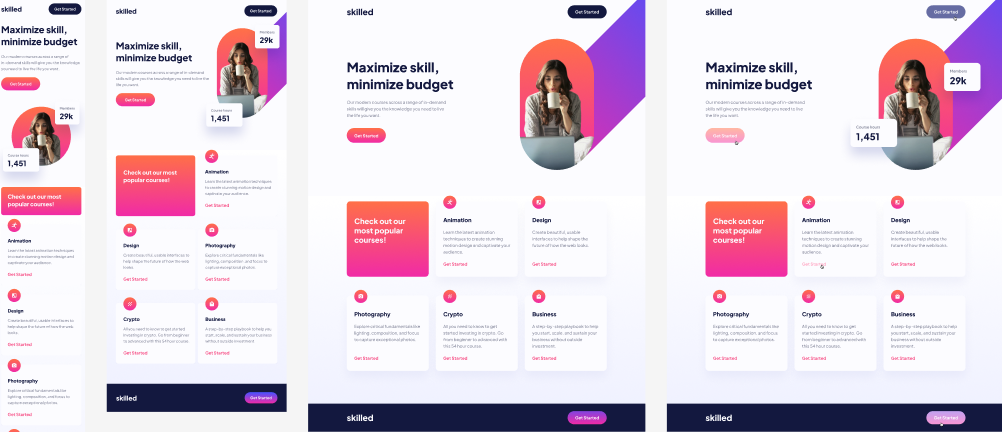 skilled
Get Started
Maximize skill,
minimize budget
Our modern courses across a range of
in-demand skills will give you the knowledge
you need to live the life you want.
Get Started
Members
29k
Course hours
1,451
Check out our most
popular courses!
Animation
Learn the latest animation techniques
to create stunning motion design and
captivate your audience.
Get Started
Design
Create beautiful, usable interfaces to
help shape the future of how the web
looks.
Get Started
Photography
Explore critical fundamentals like
lighting, composition, and focus to
capture exceptional photos.
Get Started
skilled
Get Started
Maximize skill,
minimize budget
Our modern courses across a range of in-demand
skills will give you the knowledge you need to live the
life you want.
Get Started
Members
29k
Course hours
1,451
Check out our most
popular courses!
Animation
Learn the latest animation techniques
to create stunning motion design and
captivate your audience.
Get Started
Design
Create beautiful, usable interfaces to
help shape the future of how the web
looks.
Get Started
Photography
Explore critical fundamentals like
lighting, composition, and focus to
capture exceptional photos.
Get Started
Crypto
All you need to know to get started
investing in crypto. Go from beginner
to advanced with this 54 hour course.
Get Started
Business
A step-by-step playbook to help you
start, scale, and sustain your business
without outside investment.
Get Started
skilled
Get Started
skilled
Get Started
Maximize skill,
minimize budget
Our modern courses across a range of in-demand
skills will give you the knowledge you need to live
the life you want.
Get Started
Check out our
most popular
courses!
Animation
Learn the latest animation
techniques to create stunning
motion design and captivate your
audience.
Get Started
Design
Create beautiful, usable
interfaces to help shape the
future of how the web looks.
Get Started
Photography
Explore critical fundamentals like
lighting, composition, and focus
to capture exceptional photos.
Get Started
Crypto
All you need to know to get
started investing in crypto. Go
from beginner to advanced with
this 54 hour course.
Get Started
Business
A step-by-step playbook to help
you start, scale, and sustain your
business without outside
investment.
Get Started
skilled
Get Started
skilled
Get Started
Maximize skill,
minimize budget
Our modern courses across a range of in-demand
skills will give you the knowledge you need to live
the life you want.
Get Started
Members
29k
Course hours
1,451
Check out our
most popular
courses!
Animation
Learn the latest animation
techniques to create stunning
motion design and captivate your
audience.
Get Started
Design
Create beautiful, usable
interfaces to help shape the
future of how the web looks.
Get Started
Photography
Explore critical fundamentals like
lighting, composition, and focus
to capture exceptional photos.
Get Started
Crypto
All you need to know to get
started investing in crypto. Go
from beginner to advanced with
this 54 hour course.
Get Started
Business
A step-by-step playbook to help
you start, scale, and sustain your
business without outside
investment.
Get Started
skilled
Get Started